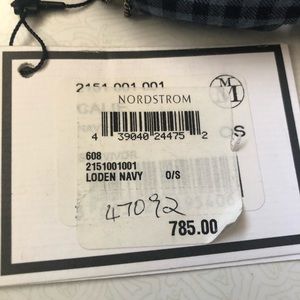 2151.001.001
NORDSTROM
M
M
OS
4 39040 24475 2
608
2151001001
LODEN NAVY O/S
47092
785.00